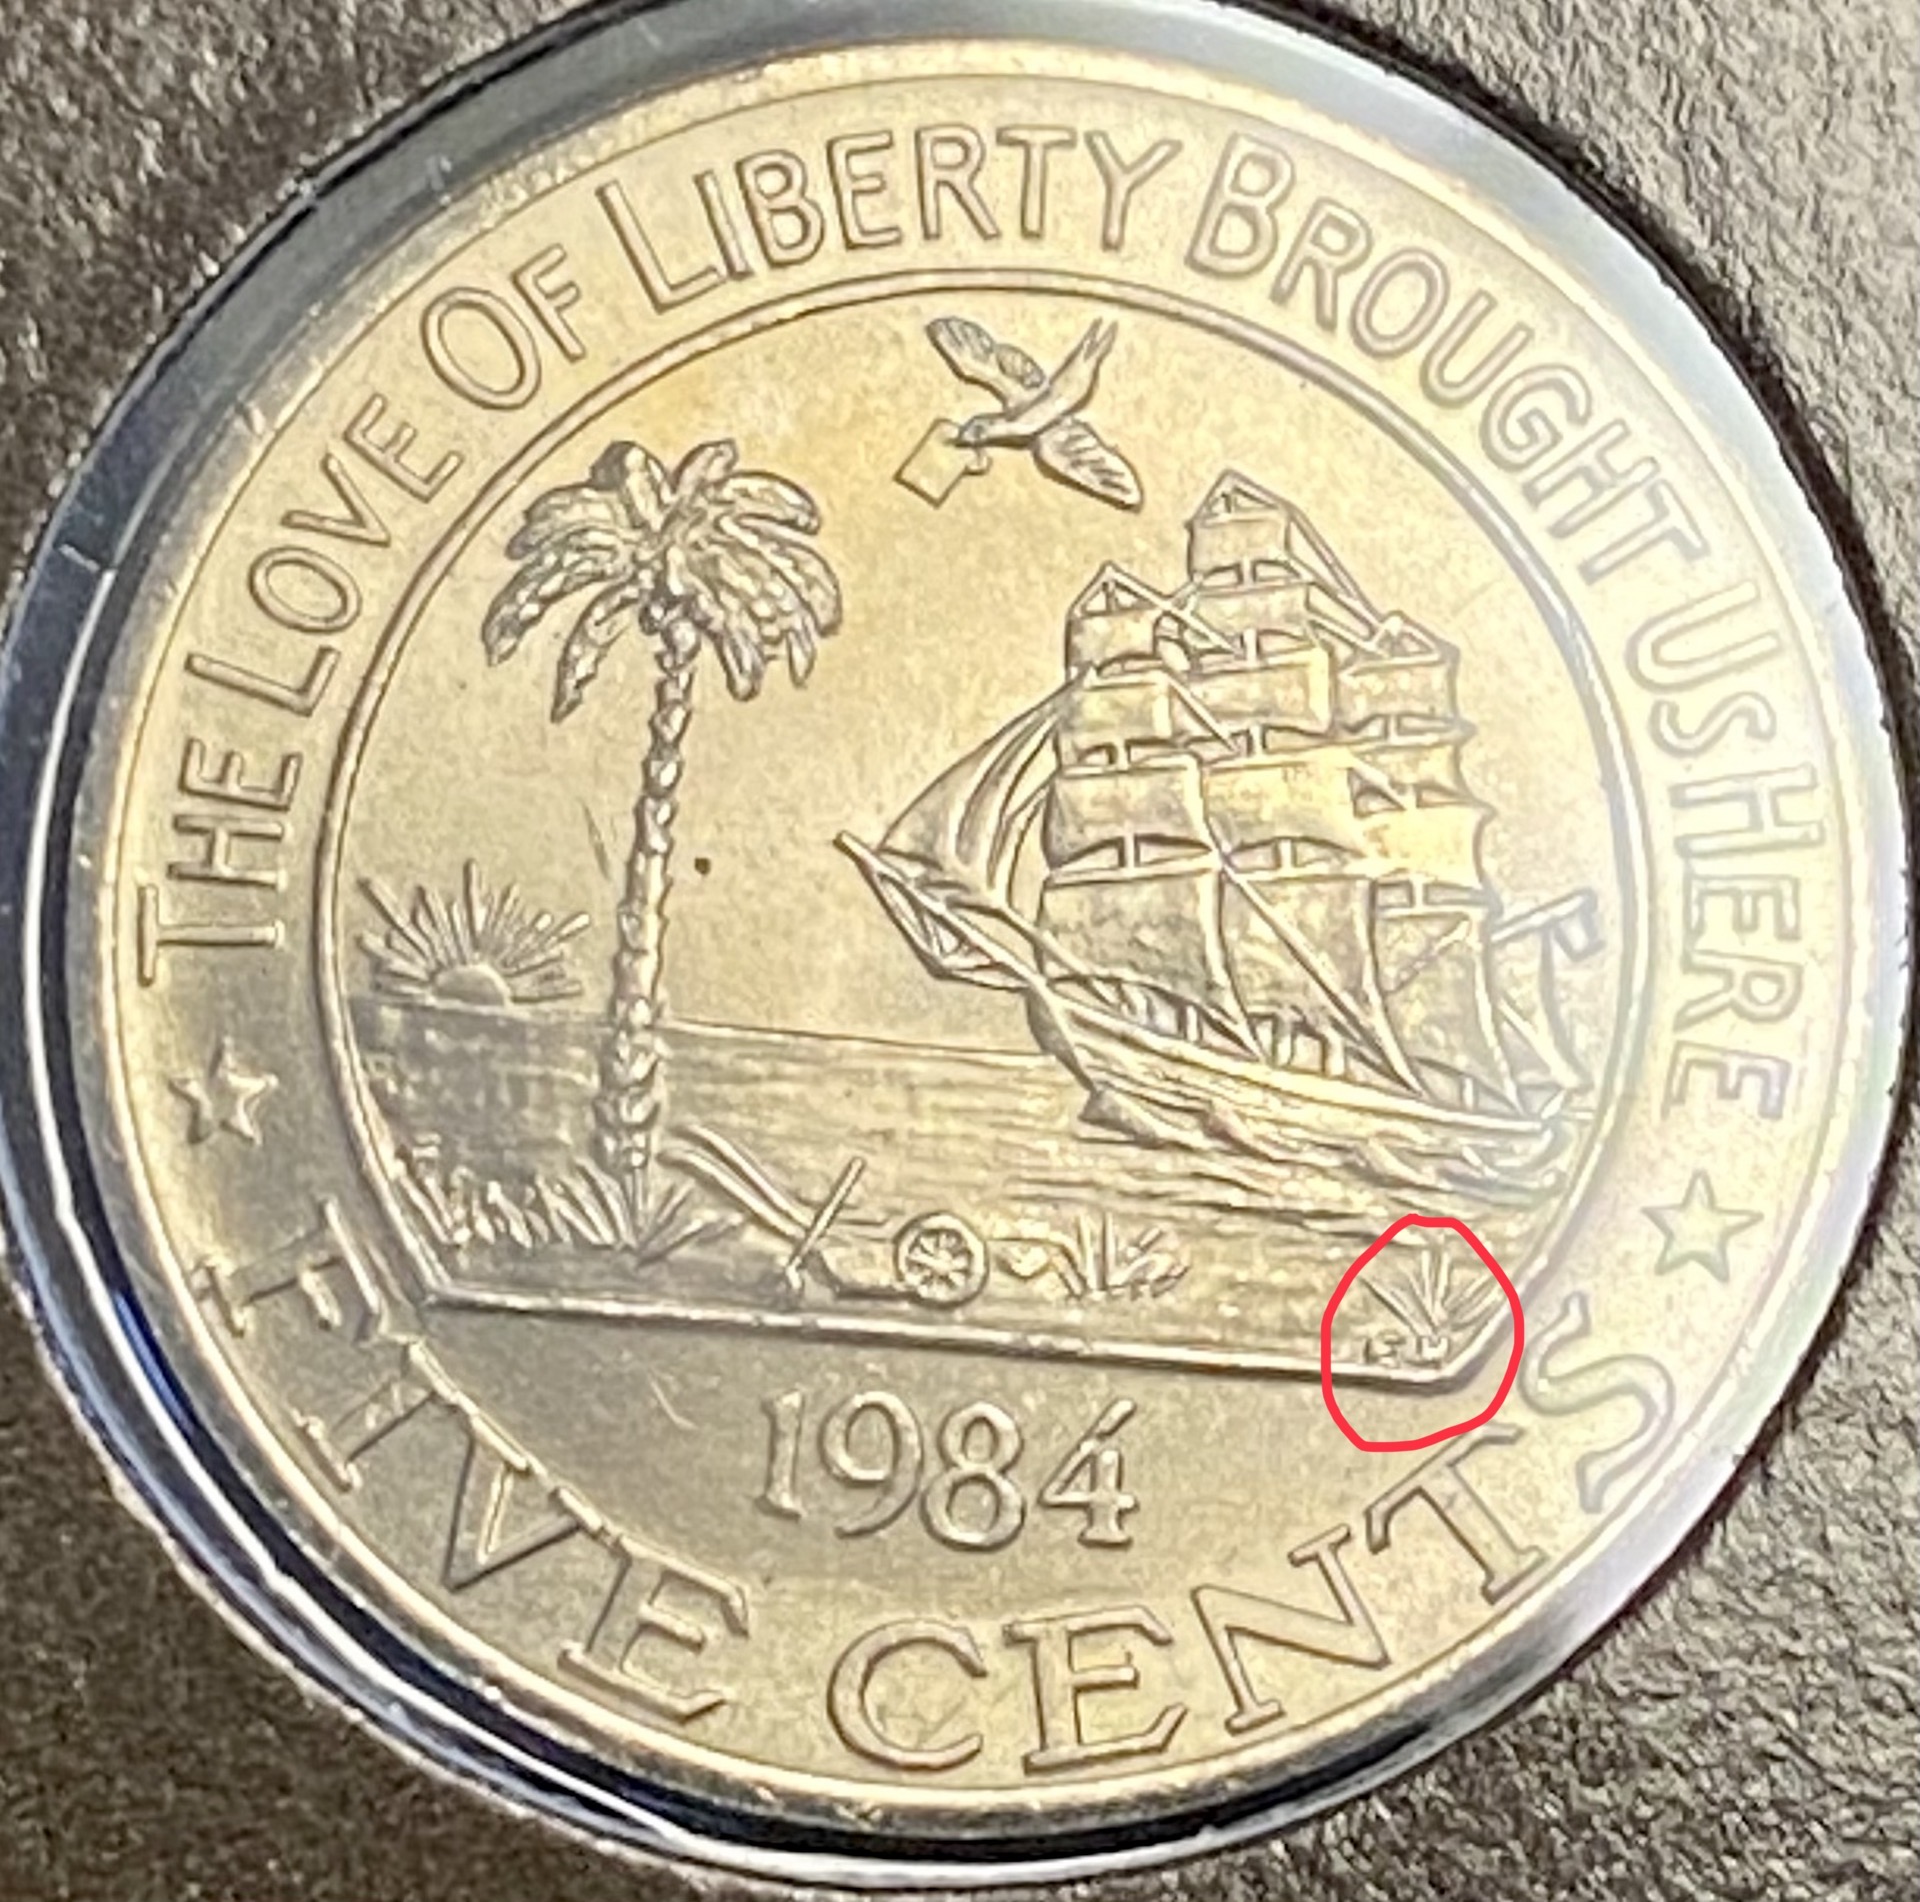 THE LOVE OF LIBERTY BROUGHT US HERE
1984
FIVE CENTS